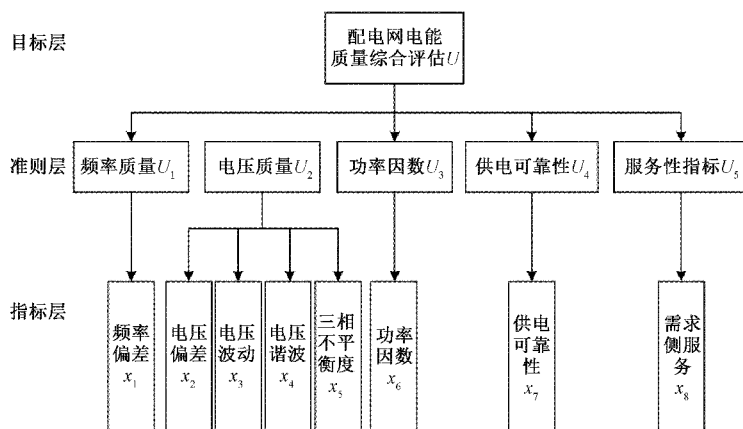 目标层
配电网电能
质量综合评估U
准则层
频率质量U₁
电压质量U₂
功率因数U₃
供电可靠性U₄
服务性指标U₅
指标层
频率
偏差
x₁
电压
偏差
x₂
电压
波动
x₃
电压
谐波
x₄
三相
不平
衡度
x₅
功率
因数
x₆
供电
可靠
性
x₇
需求
侧服
务
x₈